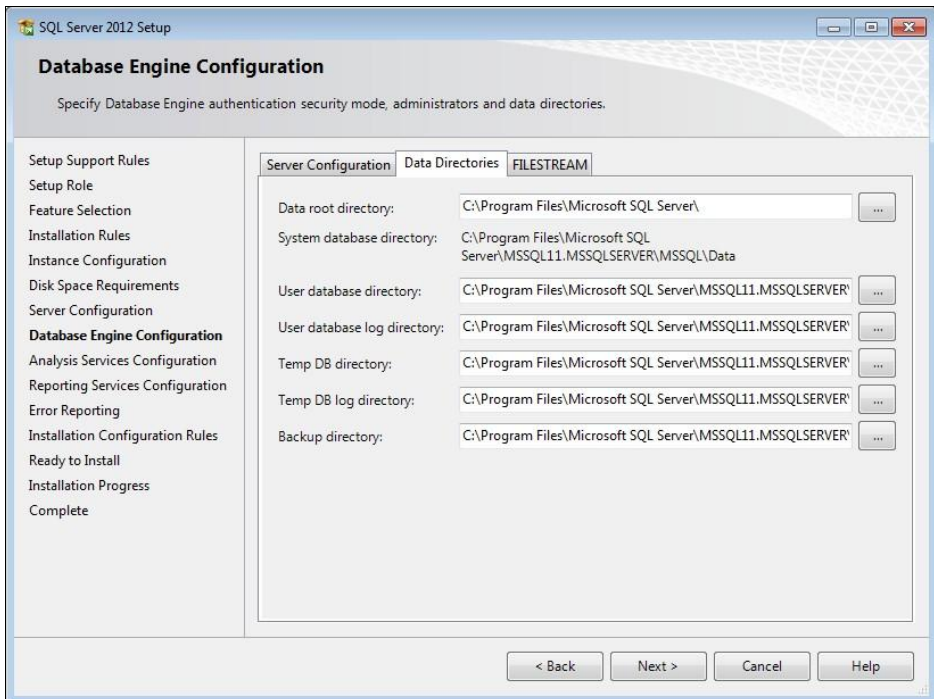 SQL Server 2012 Setup
Database Engine Configuration
Specify Database Engine authentication security mode, administrators and data directories.
Setup Support Rules
Setup Role
Feature Selection
Installation Rules
Instance Configuration
Disk Space Requirements
Server Configuration
Database Engine Configuration
Analysis Services Configuration
Reporting Services Configuration
Error Reporting
Installation Configuration Rules
Ready to Install
Installation Progress
Complete
Server Configuration Data Directories FILESTREAM
Data root directory: C:\Program Files\Microsoft SQL Server\ ...
System database directory: C:\Program Files\Microsoft SQL
Server\MSSQL11.MSSQLSERVER\MSSQL\Data
User database directory: C:\Program Files\Microsoft SQL Server\MSSQL11.MSSQLSERVER\ ...
User database log directory: C:\Program Files\Microsoft SQL Server\MSSQL11.MSSQLSERVER\ ...
Temp DB directory: C:\Program Files\Microsoft SQL Server\MSSQL11.MSSQLSERVER\ ...
Temp DB log directory: C:\Program Files\Microsoft SQL Server\MSSQL11.MSSQLSERVER\ ...
Backup directory: C:\Program Files\Microsoft SQL Server\MSSQL11.MSSQLSERVER\ ...
< Back Next > Cancel Help